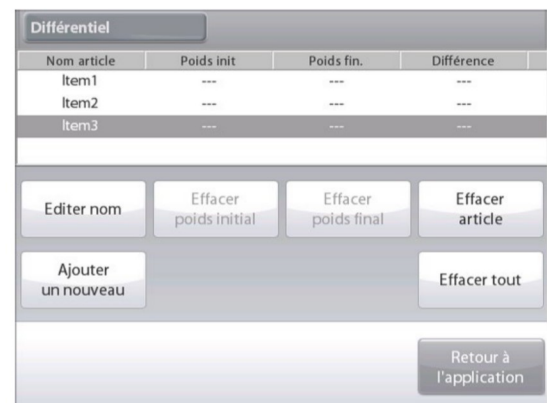 Différentiel
Nom article Poids init Poids fin. Différence
Item1 --- --- ---
Item2 --- --- ---
Item3 --- --- ---
Editer nom
Effacer
poids initial
Effacer
poids final
Effacer
article
Ajouter
un nouveau
Effacer tout
Retour à
l'application